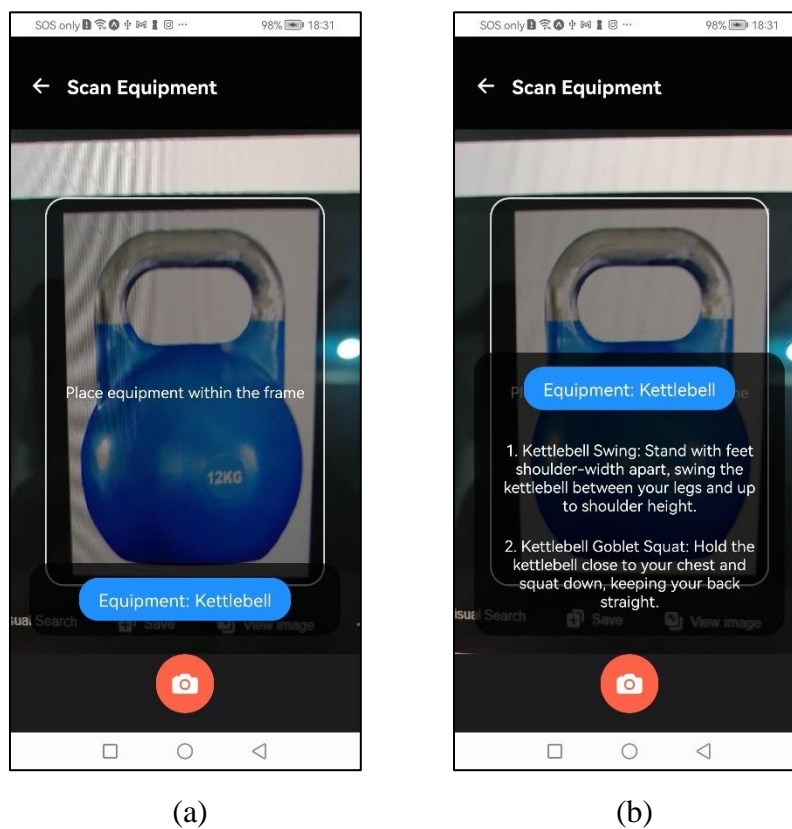 SOS only 98% 18:31
Scan Equipment
Place equipment within the frame
12KG
Equipment: Kettlebell
ual Search Save View image
(a)
SOS only 98% 18:31
Scan Equipment
Equipment: Kettlebell
1. Kettlebell Swing: Stand with feet
shoulder-width apart, swing the
kettlebell between your legs and up
to shoulder height.
2. Kettlebell Goblet Squat: Hold the
kettlebell close to your chest and
squat down, keeping your back
straight.
isual Search Save View image
(b)